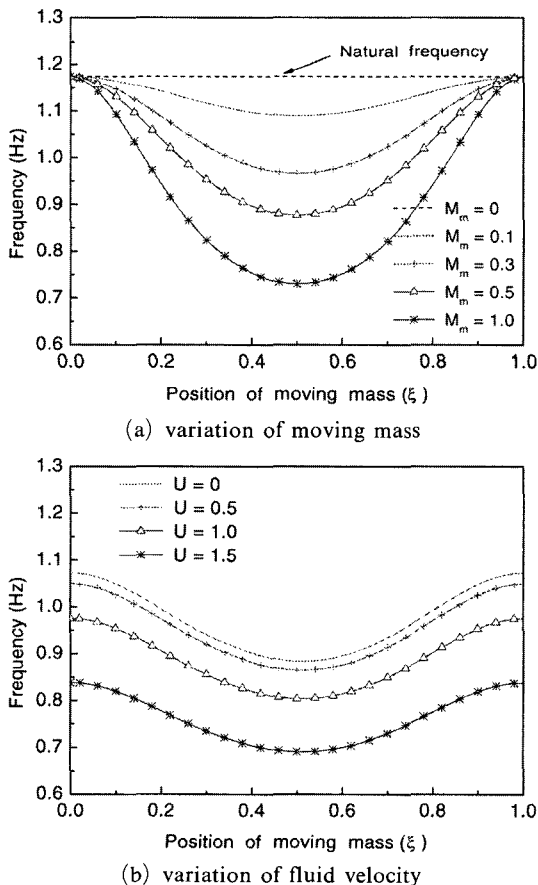 1.3
1.2
1.1
1.0
0.9
0.8
0.7
0.6
Frequency (Hz)
Natural frequency
M_m = 0
M_m = 0.1
M_m = 0.3
M_m = 0.5
M_m = 1.0
0.0 0.2 0.4 0.6 0.8 1.0
Position of moving mass (ξ )
(a) variation of moving mass
1.3
1.2
1.1
1.0
0.9
0.8
0.7
0.6
Frequency (Hz)
U = 0
U = 0.5
U = 1.0
U = 1.5
0.0 0.2 0.4 0.6 0.8 1.0
Position of moving mass (ξ )
(b) variation of fluid velocity